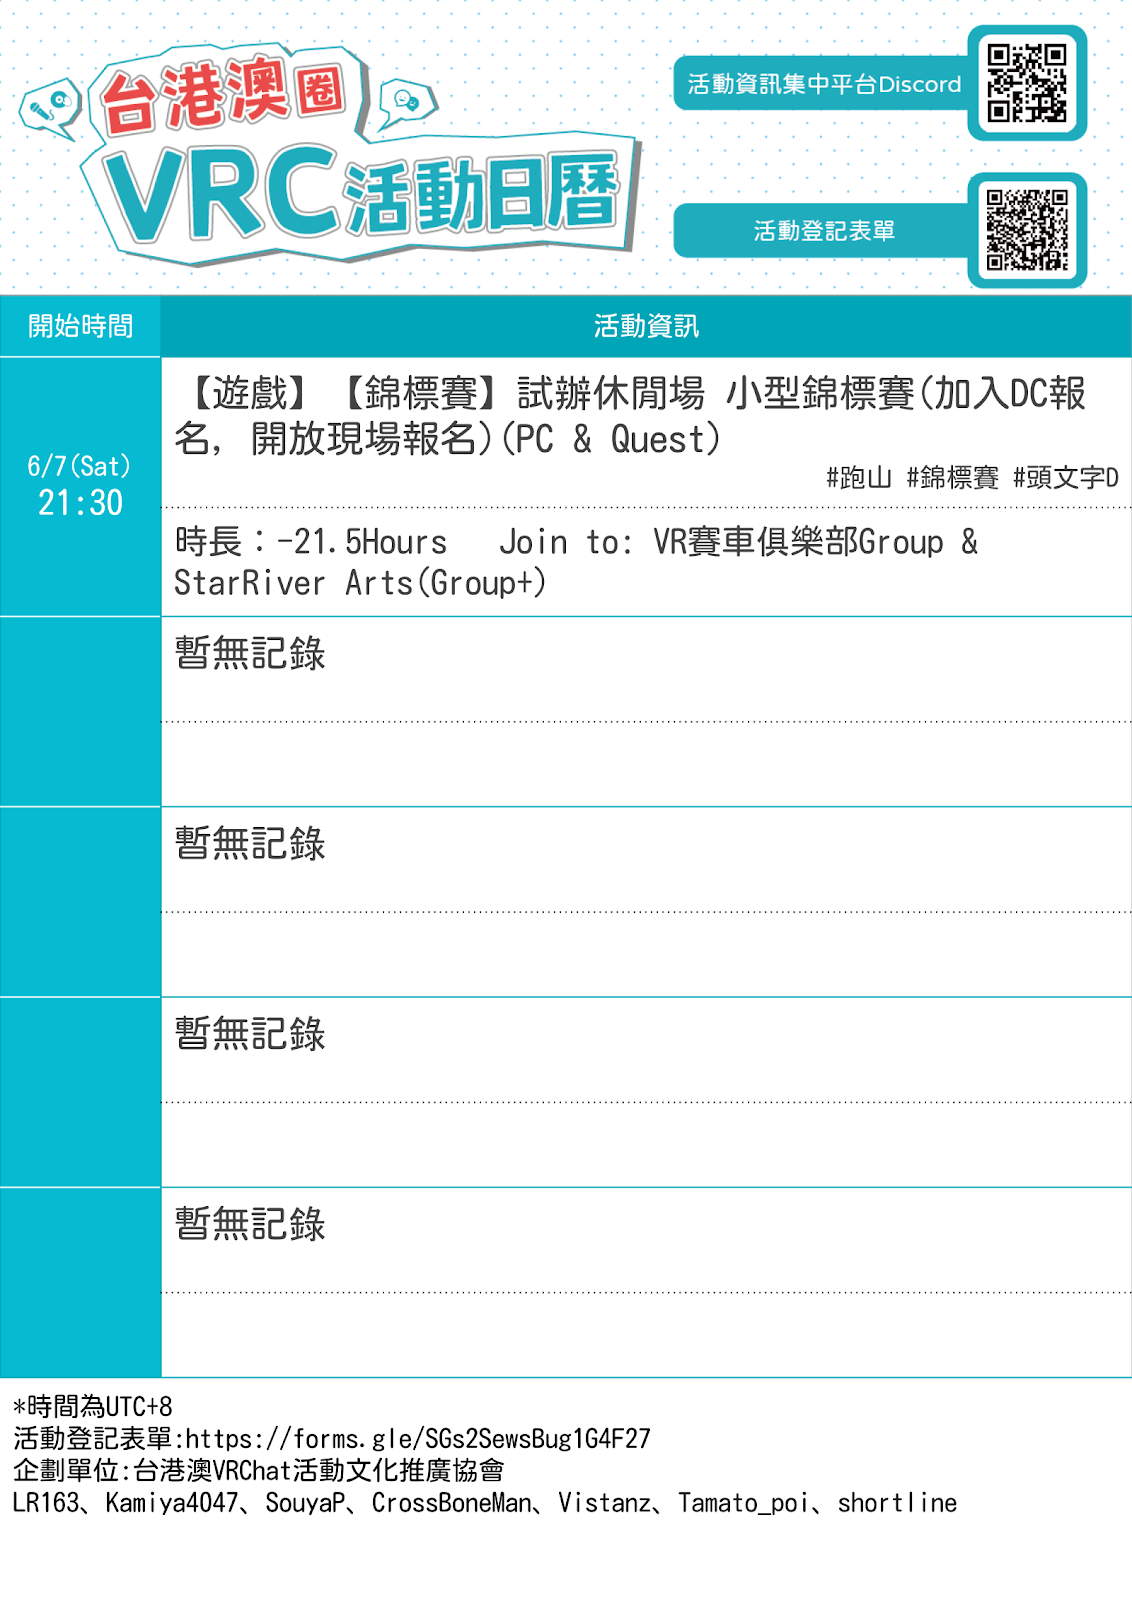 台港澳圈
VRC活動日曆
活動資訊集中平台Discord
活動登記表單
開始時間
活動資訊
6/7(Sat)
21:30
【遊戲】【錦標賽】試辦休閒場 小型錦標賽(加入DC報
名, 開放現場報名)(PC & Quest)
#跑山 #錦標賽 #頭文字D
時長：-21.5Hours Join to: VR賽車俱樂部Group &
StarRiver Arts(Group+)
暫無記錄
暫無記錄
暫無記錄
暫無記錄
*時間為UTC+8
活動登記表單:https://forms.gle/SGs2SewsBug1G4F27
企劃單位:台港澳VRChat活動文化推廣協會
LR163、Kamiya4047、SouyaP、CrossBoneMan、Vistanz、Tamato_poi、shortline